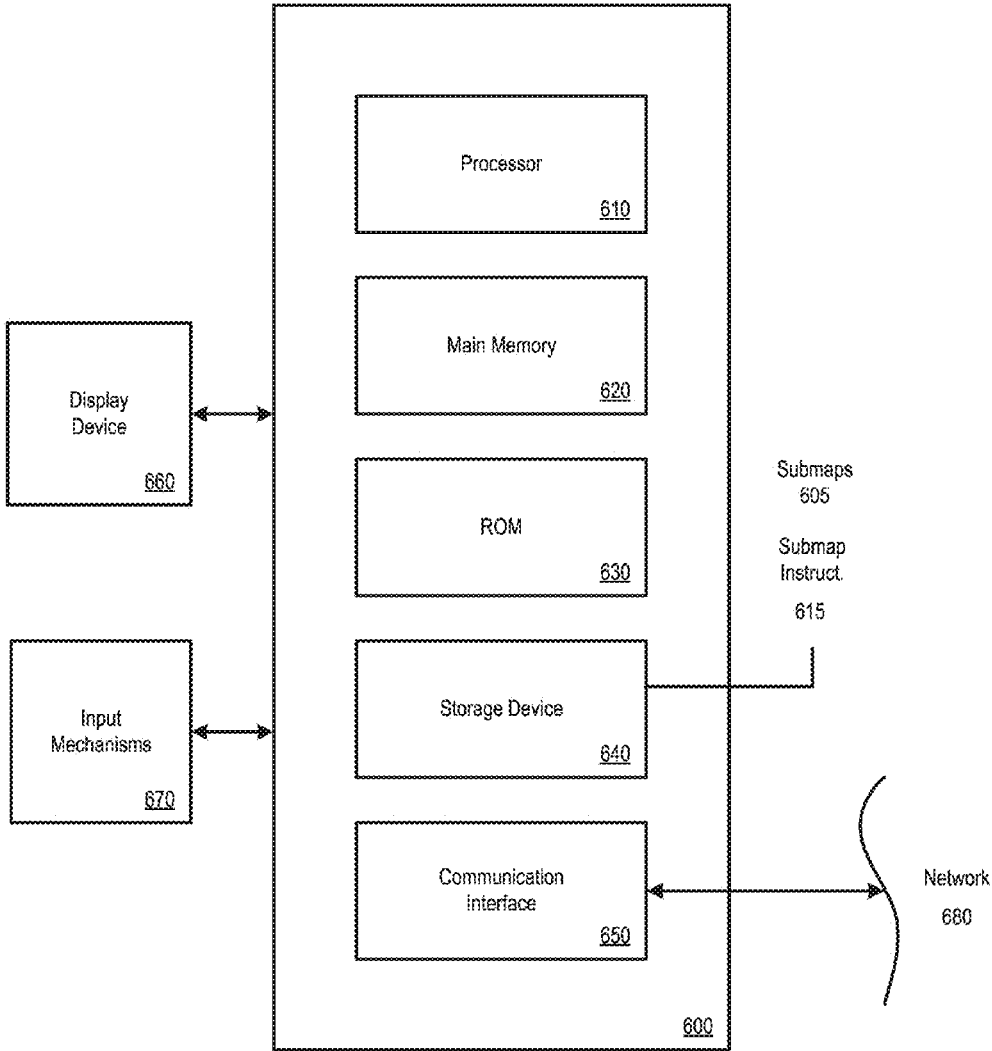 Processor
610
Main Memory
620
Display
Device
660
Submaps
605
ROM
630
Submap
Instruct.
615
Input
Mechanisms
670
Storage Device
640
Communication
Interface
650
Network
680
600